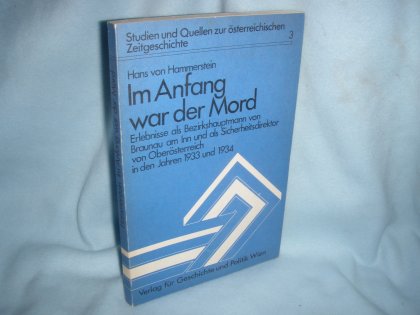 Studien und Quellen zur österreichischen
Zeitgeschichte
3
Hans von Hammerstein
Im Anfang
war der Mord
Erlebnisse als Bezirkshauptmann von
Braunau am Inn und als Sicherheitsdirektor
von Oberösterreich
in den Jahren 1933 und 1934
Verlag für Geschichte und Politik Wien